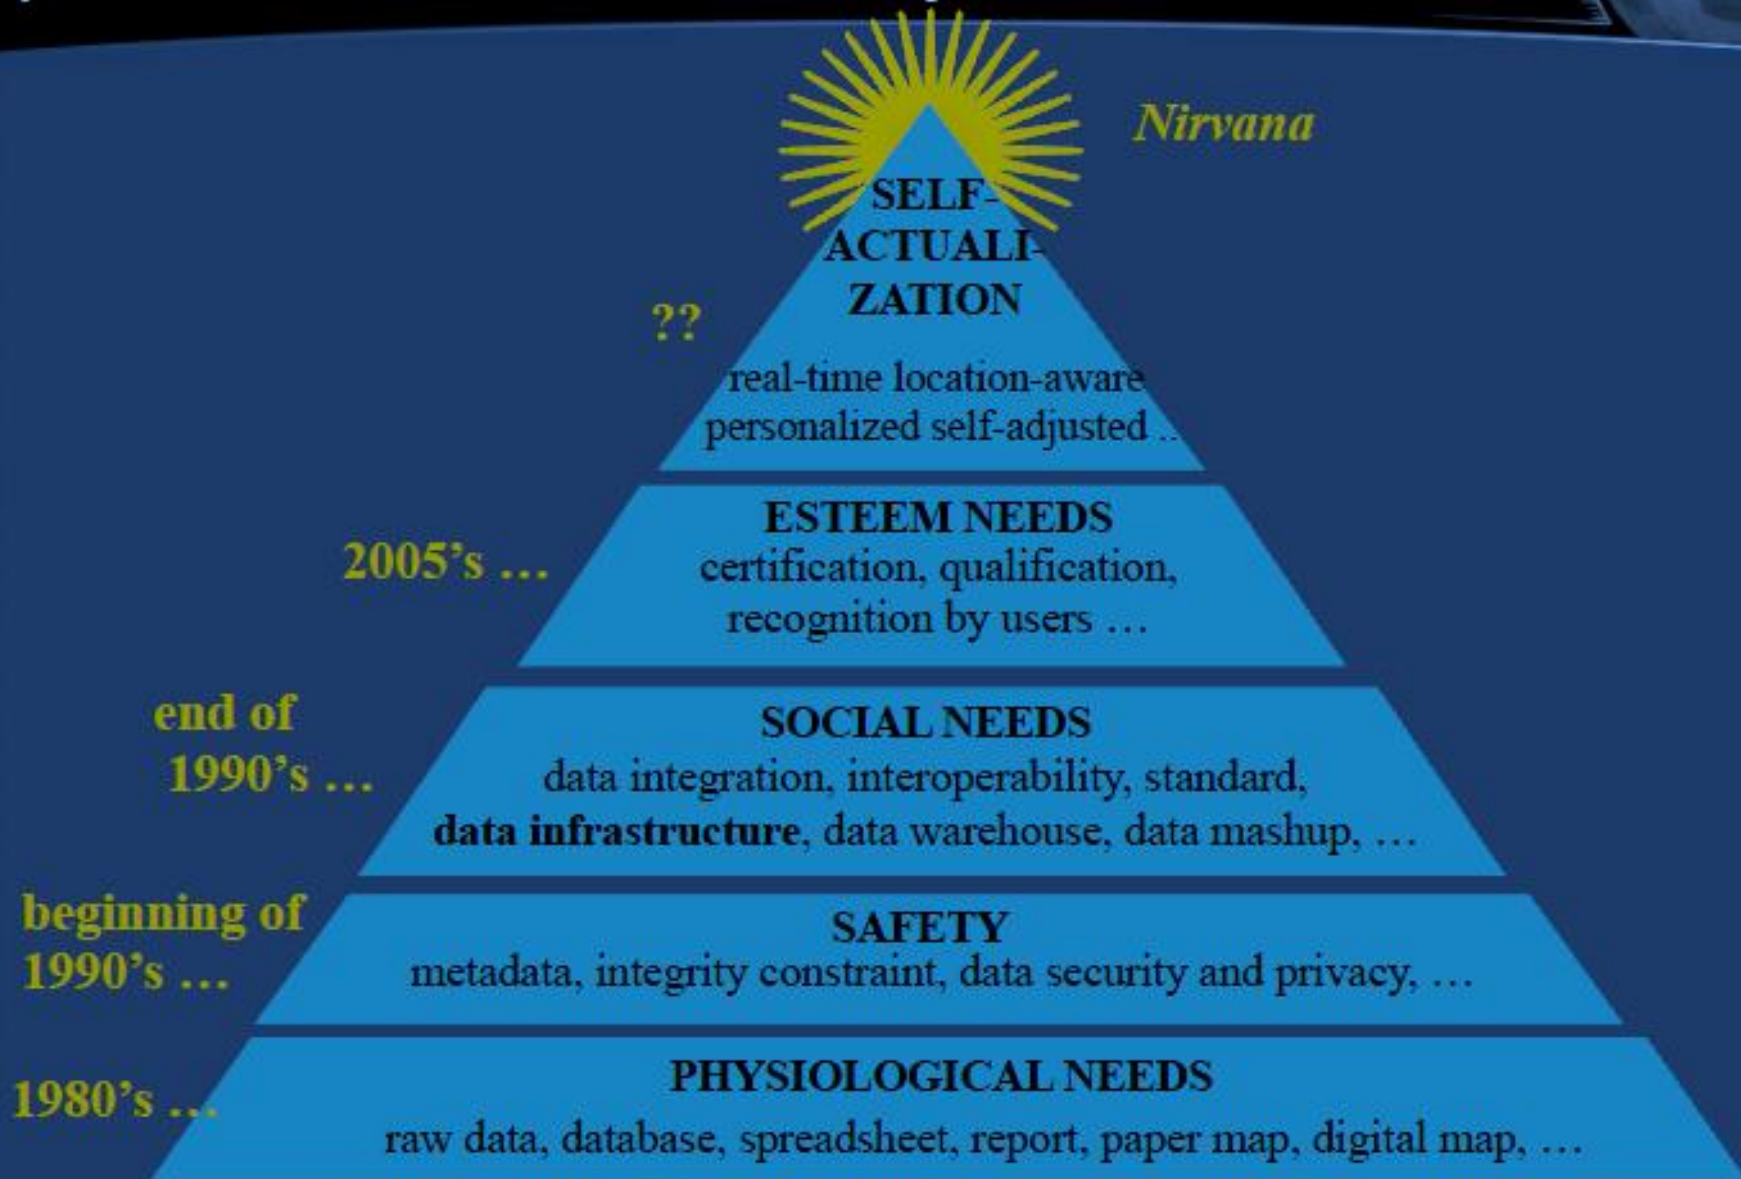 Nirvana
SELF-
ACTUALI-
ZATION
??
real-time location-aware
personalized self-adjusted ..
ESTEEM NEEDS
2005’s …
certification, qualification,
recognition by users …
end of
1990’s …
SOCIAL NEEDS
data integration, interoperability, standard,
data infrastructure, data warehouse, data mashup, …
beginning of
1990’s …
SAFETY
metadata, integrity constraint, data security and privacy, …
1980’s …
PHYSIOLOGICAL NEEDS
raw data, database, spreadsheet, report, paper map, digital map, …